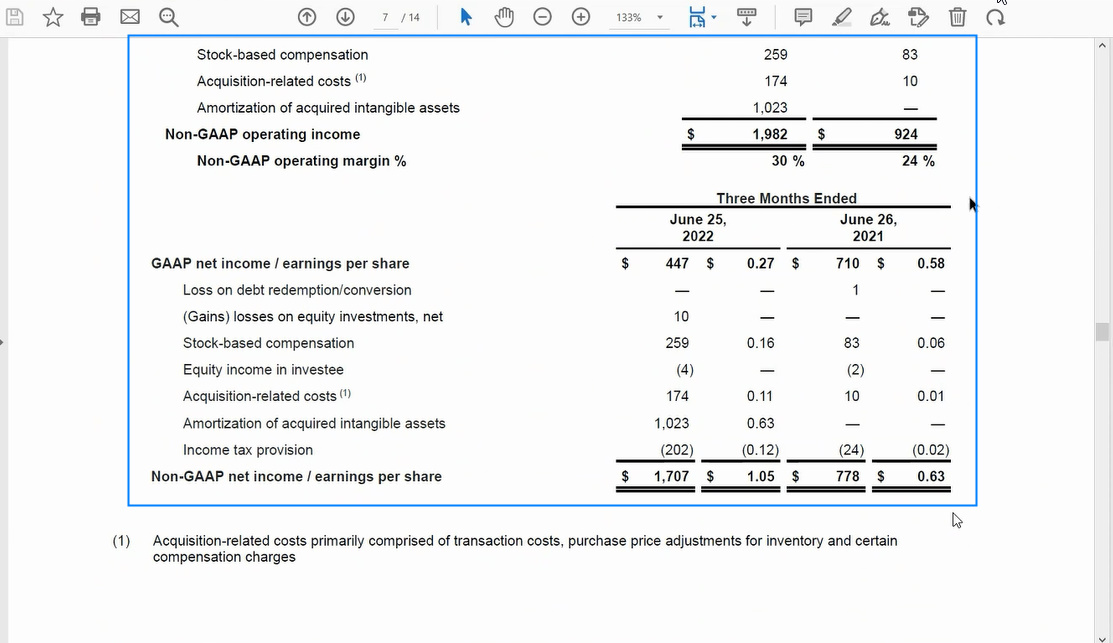 7 / 14 133%
Stock-based compensation 259 83
Acquisition-related costs (1) 174 10
Amortization of acquired intangible assets 1,023 —
Non-GAAP operating income $ 1,982 $ 924
Non-GAAP operating margin % 30 % 24 %
Three Months Ended
June 25, 2022 June 26, 2021
GAAP net income / earnings per share $ 447 $ 0.27 $ 710 $ 0.58
Loss on debt redemption/conversion — — 1 —
(Gains) losses on equity investments, net 10 — — —
Stock-based compensation 259 0.16 83 0.06
Equity income in investee (4) — (2) —
Acquisition-related costs (1) 174 0.11 10 0.01
Amortization of acquired intangible assets 1,023 0.63 — —
Income tax provision (202) (0.12) (24) (0.02)
Non-GAAP net income / earnings per share $ 1,707 $ 1.05 $ 778 $ 0.63
(1) Acquisition-related costs primarily comprised of transaction costs, purchase price adjustments for inventory and certain
compensation charges